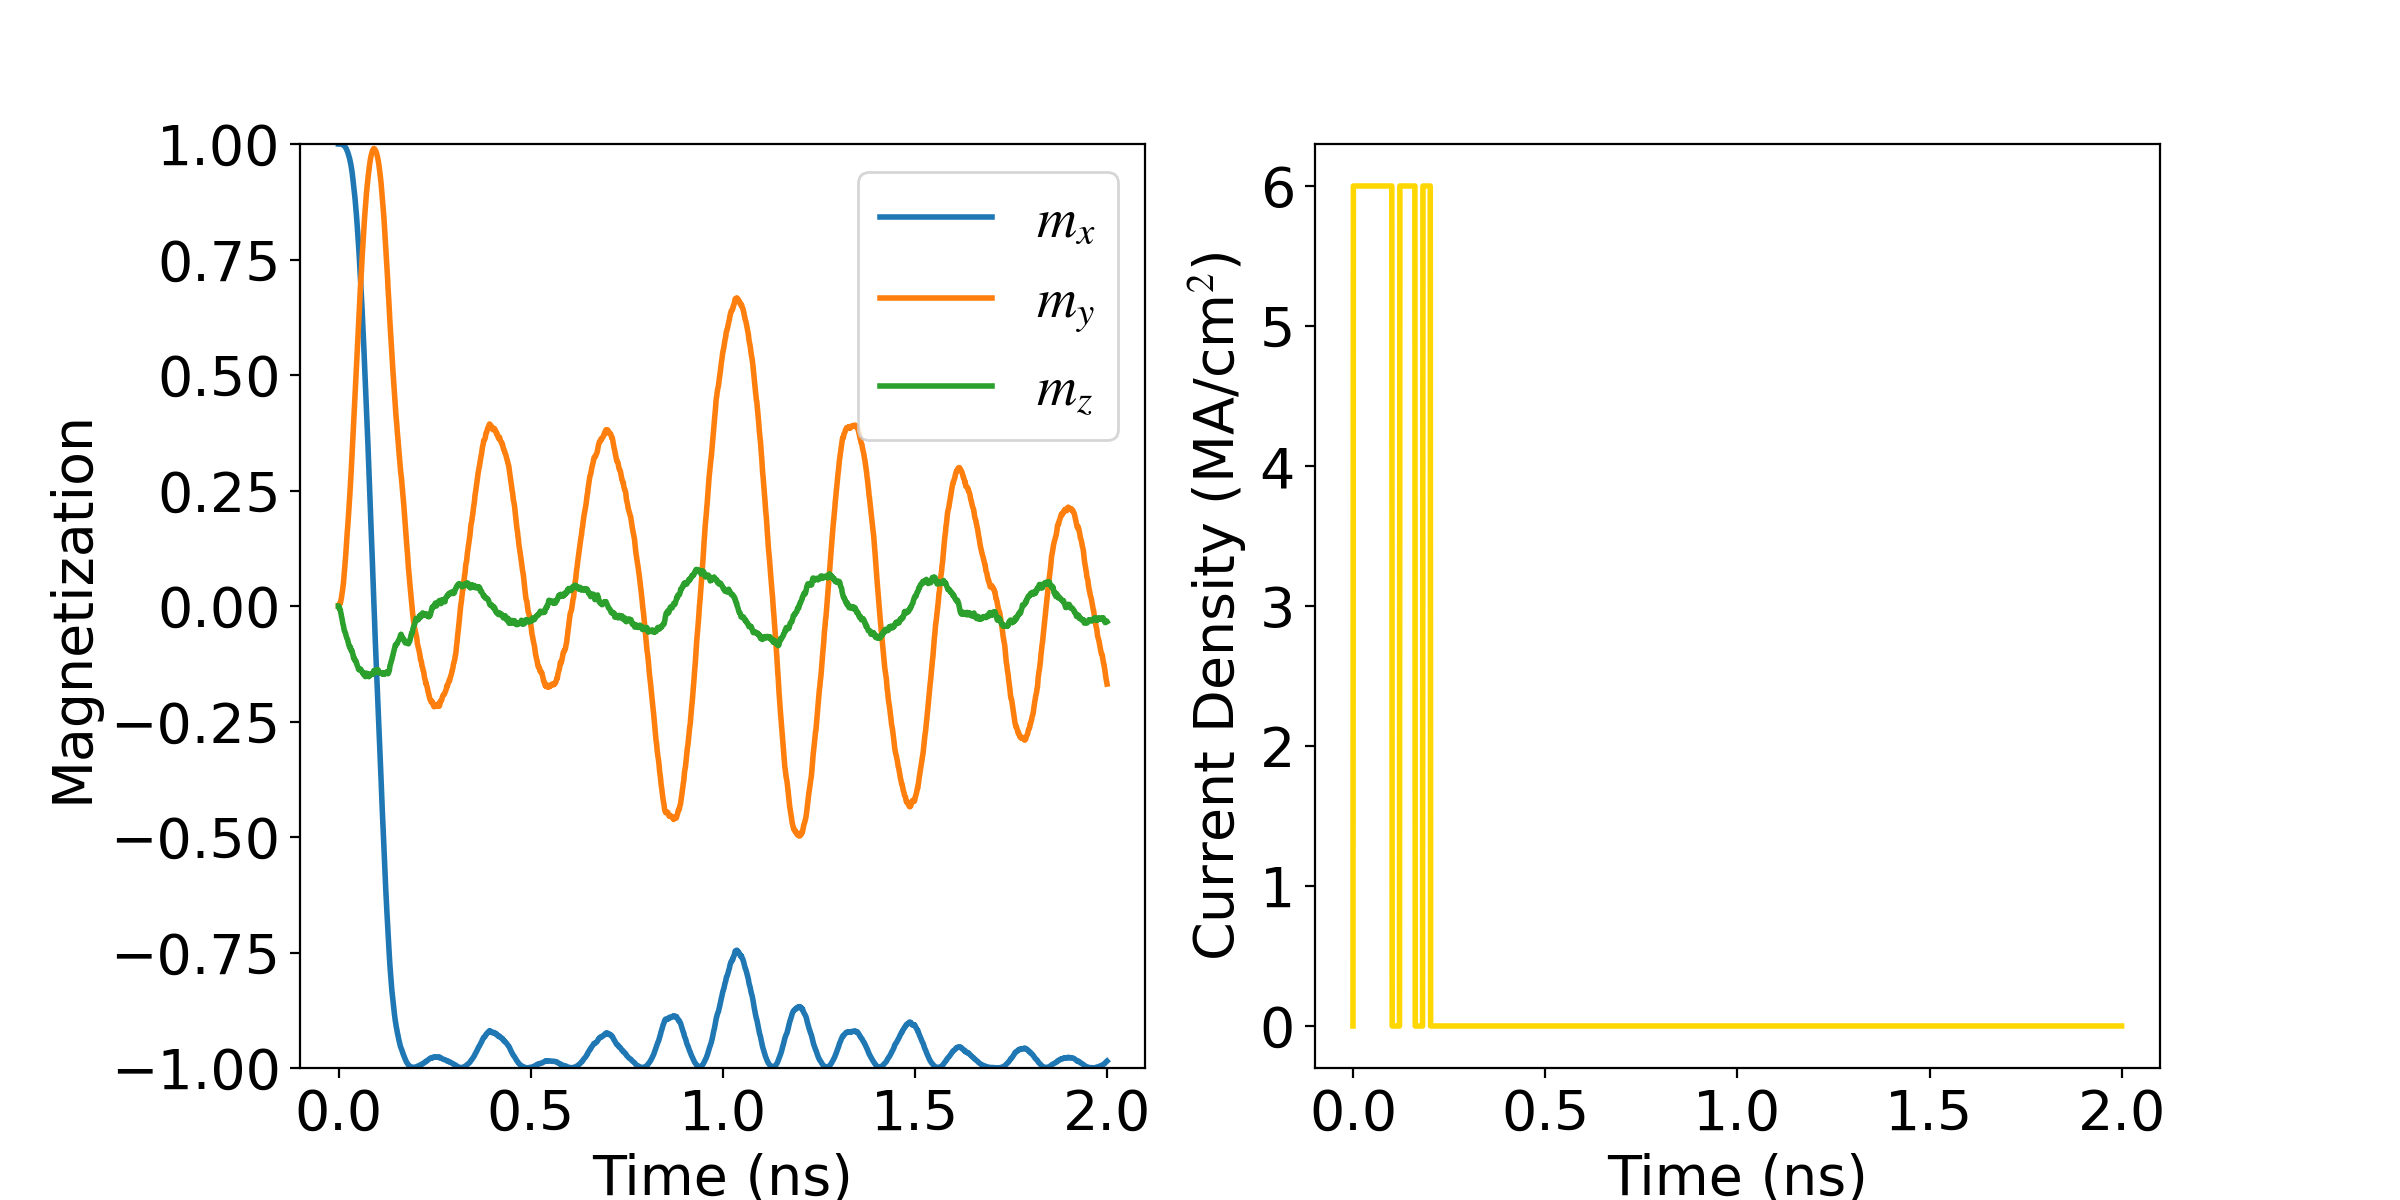 1.00
0.75
0.50
0.25
0.00
−0.25
−0.50
−0.75
−1.00
Magnetization
0.0 0.5 1.0 1.5 2.0
Time (ns)
m_x
m_y
m_z
6
5
4
3
2
1
0
Current Density (MA/cm²)
0.0 0.5 1.0 1.5 2.0
Time (ns)